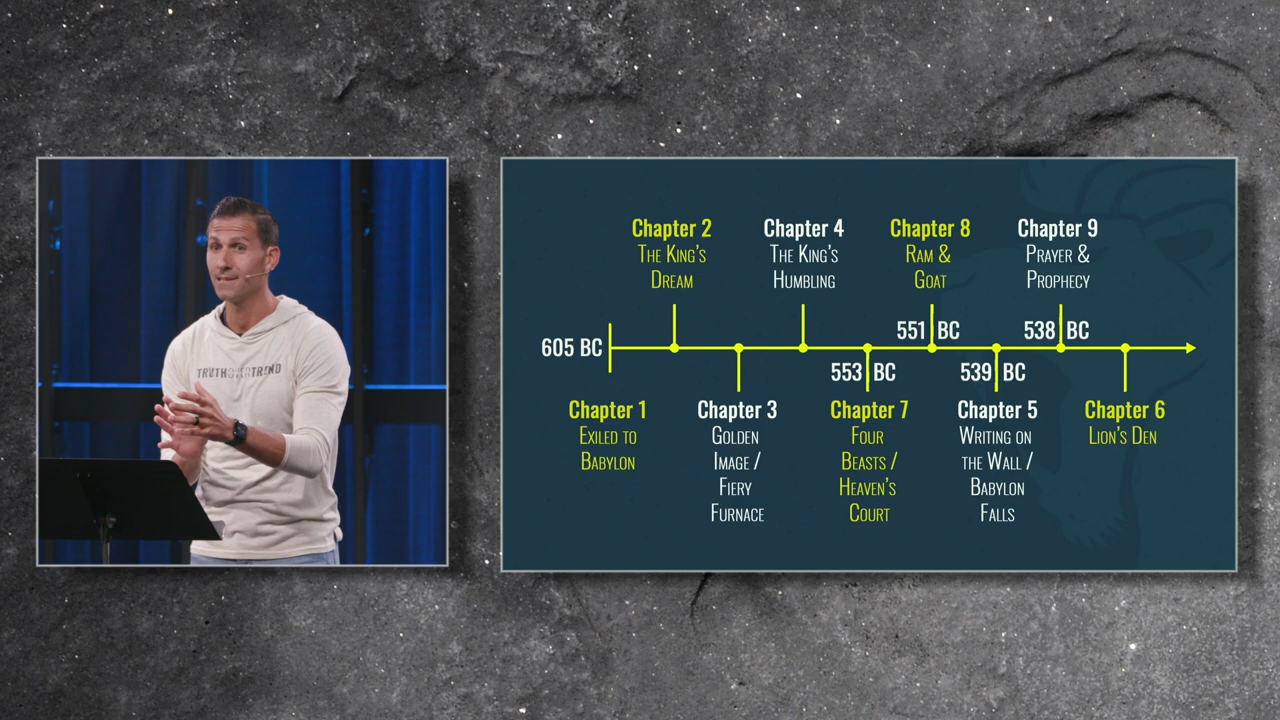 TRUTHOVERTREND
Chapter 2
The King's
Dream
Chapter 4
The King's
Humbling
Chapter 8
Ram &
Goat
Chapter 9
Prayer &
Prophecy
605 BC
551 BC
538 BC
553 BC
539 BC
Chapter 1
Exiled to
Babylon
Chapter 3
Golden
Image /
Fiery
Furnace
Chapter 7
Four
Beasts /
Heaven's
Court
Chapter 5
Writing on
the Wall /
Babylon
Falls
Chapter 6
Lion's Den